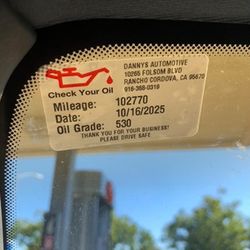 DANNYS AUTOMOTIVE
10265 FOLSOM BLVD
RANCHO CORDOVA, CA 95670
916-368-0316
Check Your Oil
Mileage: 102770
Date: 10/16/2025
Oil Grade: 530
THANK YOU FOR YOUR BUSINESS!
PLEASE DRIVE SAFE